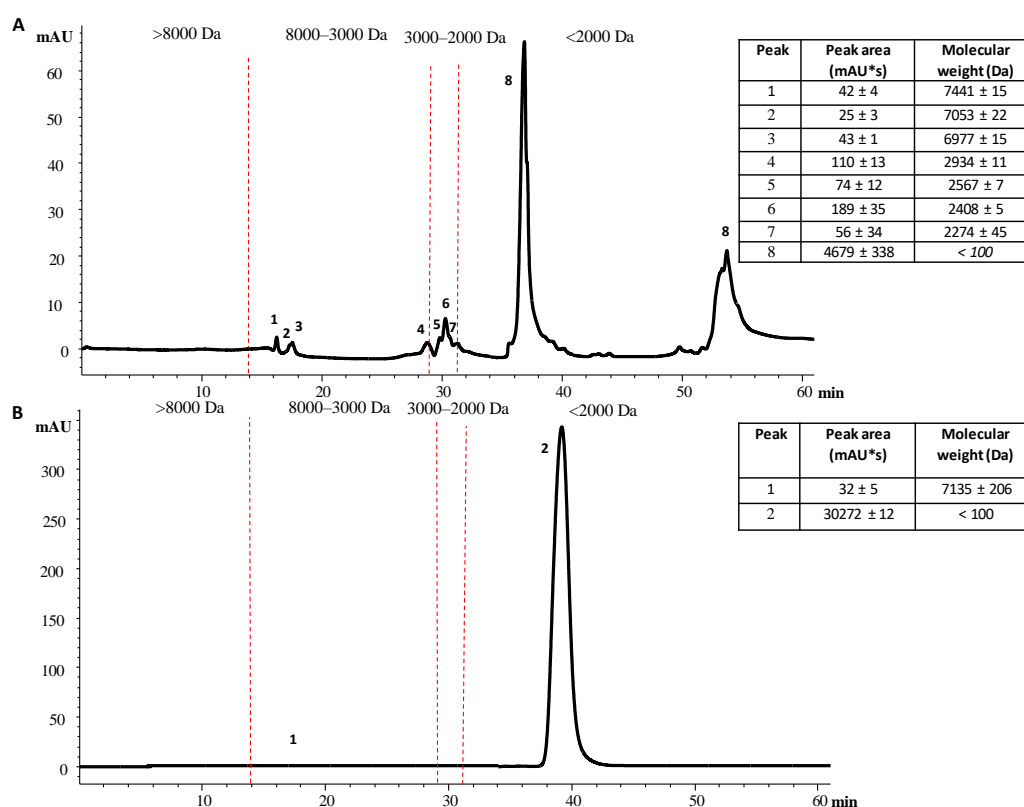 A
mAU
>8000 Da
8000–3000 Da
3000–2000 Da
<2000 Da
60
50
40
30
20
10
0
1
2
3
4
5
6
7
8
8
10
20
30
40
50
60
min
Peak Peak area (mAU*s) Molecular weight (Da)
1 42 ± 4 7441 ± 15
2 25 ± 3 7053 ± 22
3 43 ± 1 6977 ± 15
4 110 ± 13 2934 ± 11
5 74 ± 12 2567 ± 7
6 189 ± 35 2408 ± 5
7 56 ± 34 2274 ± 45
8 4679 ± 338 < 100
B
mAU
>8000 Da
8000–3000 Da
3000–2000 Da
<2000 Da
300
250
200
150
100
50
0
1
2
10
20
30
40
50
60
min
Peak Peak area (mAU*s) Molecular weight (Da)
1 32 ± 5 7135 ± 206
2 30272 ± 12 < 100